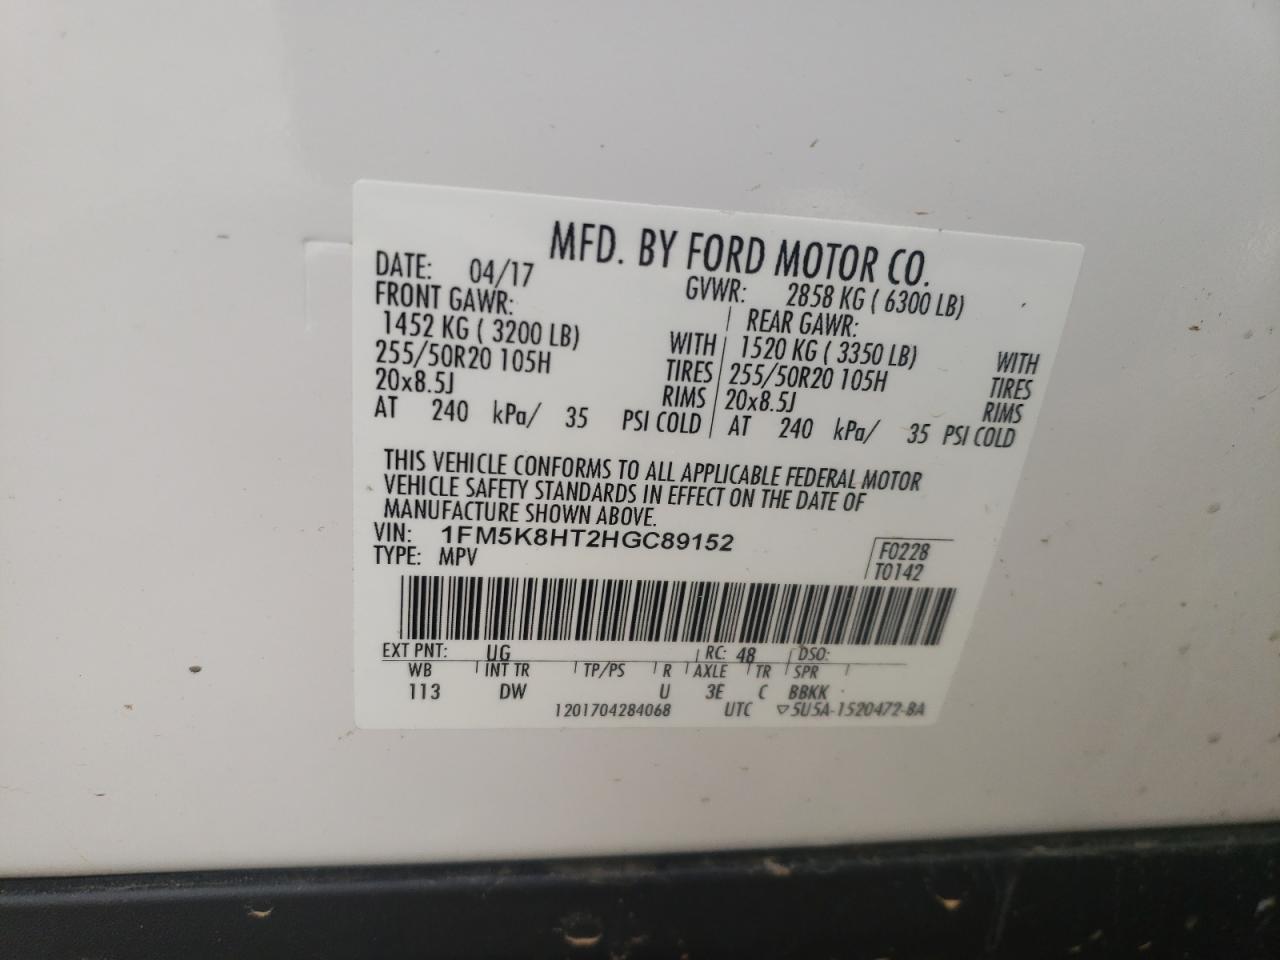 MFD. BY FORD MOTOR CO.
DATE: 04/17 GVWR: 2858 KG ( 6300 LB)
FRONT GAWR: REAR GAWR:
1452 KG ( 3200 LB) WITH 1520 KG ( 3350 LB) WITH
255/50R20 105H TIRES 255/50R20 105H TIRES
20x8.5J RIMS 20x8.5J RIMS
AT 240 kPa/ 35 PSI COLD AT 240 kPa/ 35 PSI COLD
THIS VEHICLE CONFORMS TO ALL APPLICABLE FEDERAL MOTOR
VEHICLE SAFETY STANDARDS IN EFFECT ON THE DATE OF
MANUFACTURE SHOWN ABOVE.
VIN: 1FM5K8HT2HGC89152 F0228
TYPE: MPV T0142
EXT PNT: UG RC: 48 DSO:
WB INT TR TP/PS R AXLE TR SPR
113 DW U 3E C BBKK
1201704284068 UTC ▽5U5A-1520472-BA